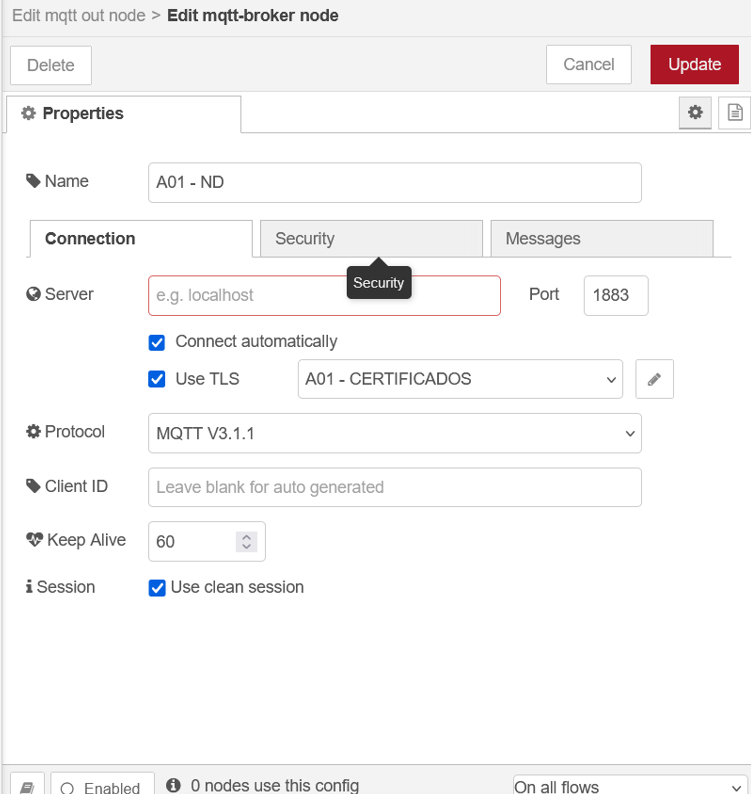 Edit mqtt out node > Edit mqtt-broker node
Delete
Cancel
Update
Properties
Name
A01 - ND
Connection
Security
Messages
Security
Server
e.g. localhost
Port
1883
Connect automatically
Use TLS
A01 - CERTIFICADOS
Protocol
MQTT V3.1.1
Client ID
Leave blank for auto generated
Keep Alive
60
Session
Use clean session
Enabled
0 nodes use this config
On all flows